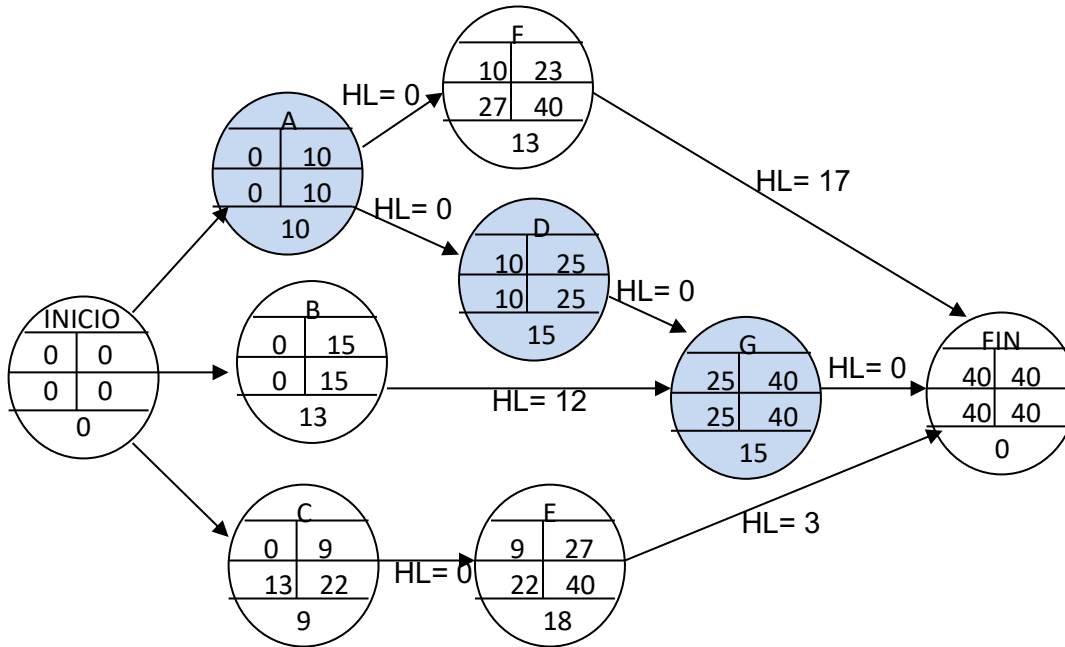 F
10 23
27 40
13
HL= 0
A
0 10
0 10
10
HL= 0
HL= 17
D
10 25
10 25
15
HL= 0
INICIO
0 0
0 0
0
B
0 15
0 15
13
HL= 12
G
25 40
25 40
15
HL= 0
FIN
40 40
40 40
0
C
0 9
13 22
9
HL= 0
E
9 27
22 40
18
HL= 3